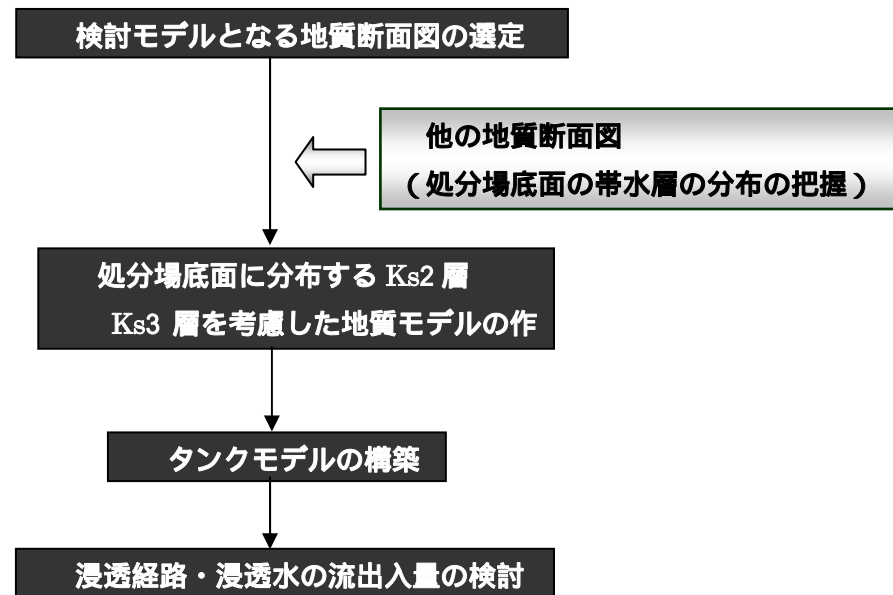 検討モデルとなる地質断面図の選定
他の地質断面図
（処分場底面の帯水層の分布の把握）
処分場底面に分布する Ks2 層
Ks3 層を考慮した地質モデルの作
タンクモデルの構築
浸透経路・浸透水の流出入量の検討